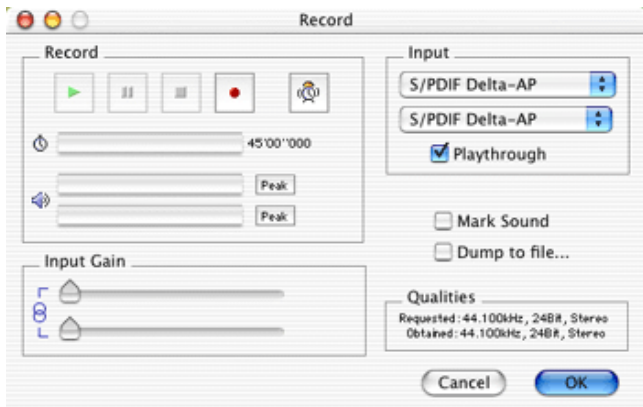 Record
Record
45'00''000
Peak
Peak
Input Gain
Input
S/PDIF Delta-AP
S/PDIF Delta-AP
Playthrough
Mark Sound
Dump to file...
Qualities
Requested: 44.100kHz, 24Bit, Stereo
Obtained: 44.100kHz, 24Bit, Stereo
Cancel
OK